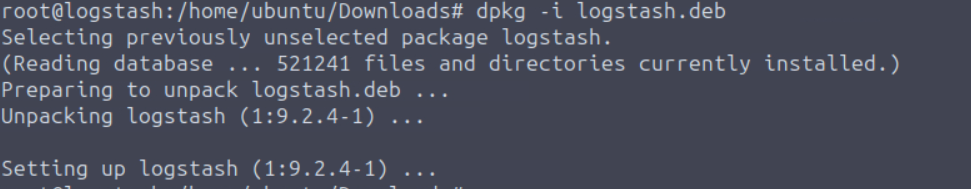 root@logstash:/home/ubuntu/Downloads# dpkg -i logstash.deb
Selecting previously unselected package logstash.
(Reading database ... 521241 files and directories currently installed.)
Preparing to unpack logstash.deb ...
Unpacking logstash (1:9.2.4-1) ...
Setting up logstash (1:9.2.4-1) ...